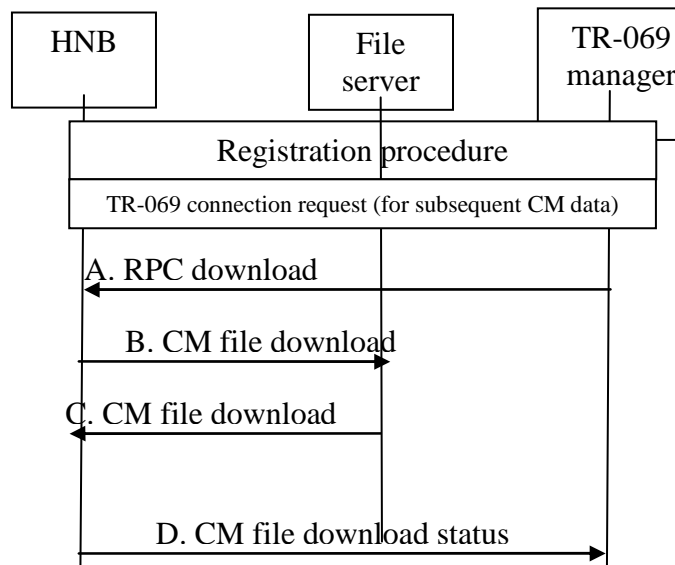 HNB
File
server
TR-069
manager
Registration procedure
TR-069 connection request (for subsequent CM data)
A. RPC download
B. CM file download
C. CM file download
D. CM file download status